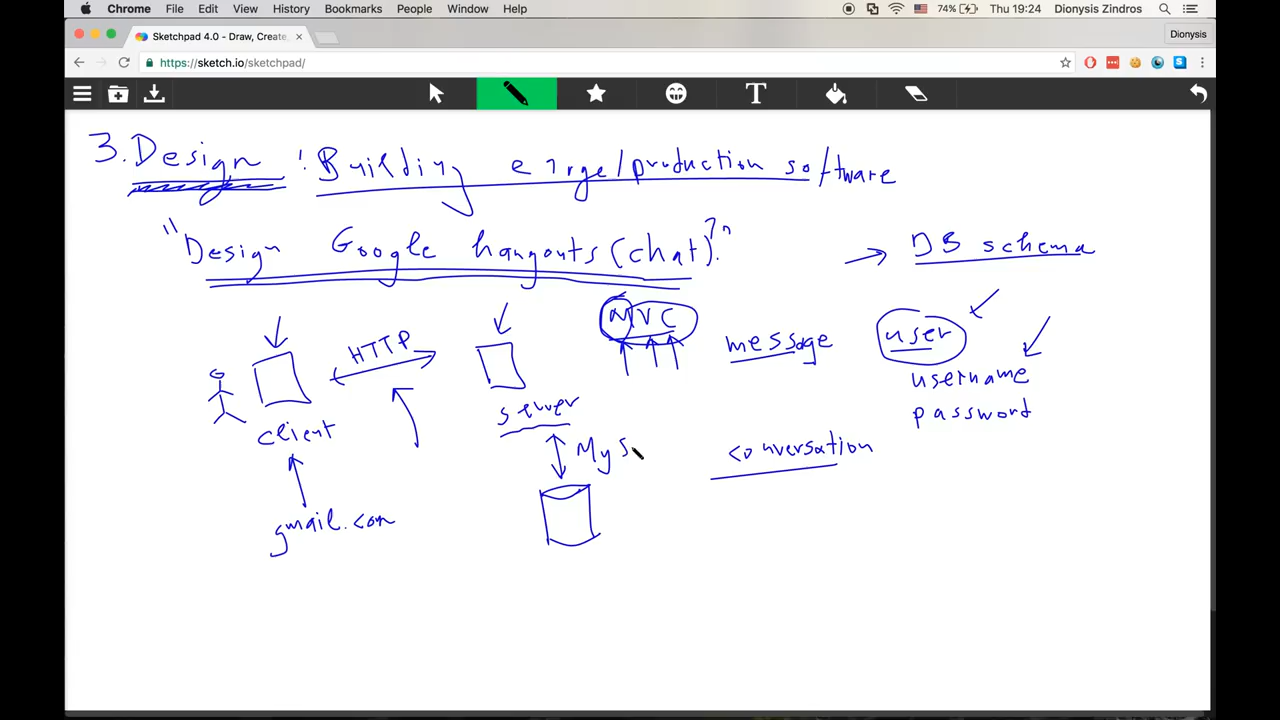 Chrome File Edit View History Bookmarks People Window Help 74% Thu 19:24 Dionysis Zindros
Sketchpad 4.0 - Draw, Create, Dionysis
https://sketch.io/sketchpad/
T
3. Design : Building large/production software
"Design Google hangouts (chat)?"
→ DB schema
HTTP
MVC
message
user
username
password
client
server
conversation
My S
gmail.com